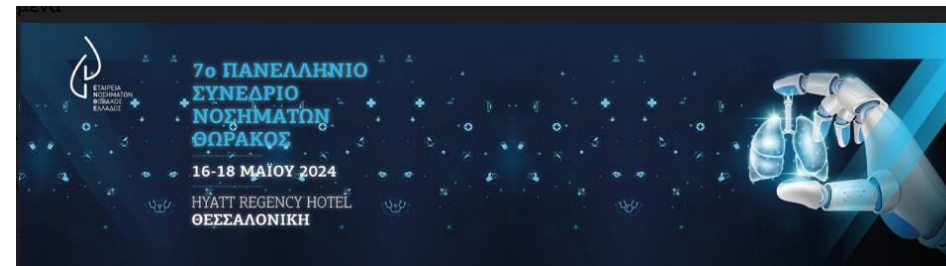 ΕΤΑΙΡΕΙΑ
ΝΟΣΗΜΑΤΩΝ
ΘΩΡΑΚΟΣ
ΕΛΛΑΔΟΣ
7ο ΠΑΝΕΛΛΗΝΙΟ
ΣΥΝΕΔΡΙΟ
ΝΟΣΗΜΑΤΩΝ
ΘΩΡΑΚΟΣ
16-18 ΜΑΪΟΥ 2024
HYATT REGENCY HOTEL
ΘΕΣΣΑΛΟΝΙΚΗ